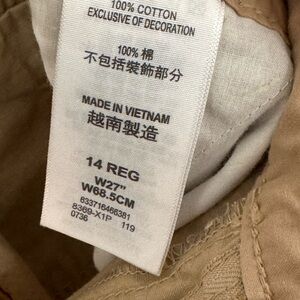 100% COTTON
EXCLUSIVE OF DECORATION
100% 棉
不包括裝飾部分
MADE IN VIETNAM
越南製造
14 REG
W27"
W68.5CM
833716466381
8369-X1P 119
0736